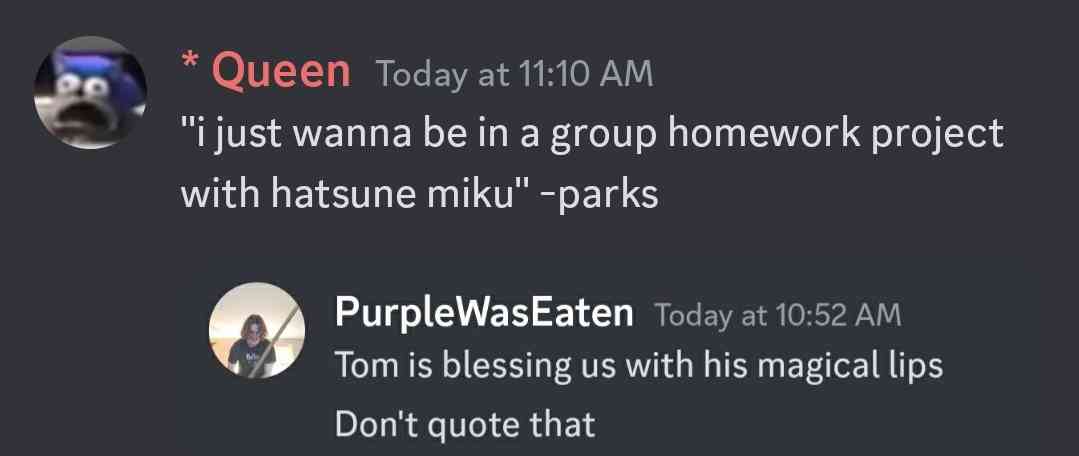 * Queen Today at 11:10 AM
"i just wanna be in a group homework project
with hatsune miku" -parks
PurpleWasEaten Today at 10:52 AM
Tom is blessing us with his magical lips
Don't quote that